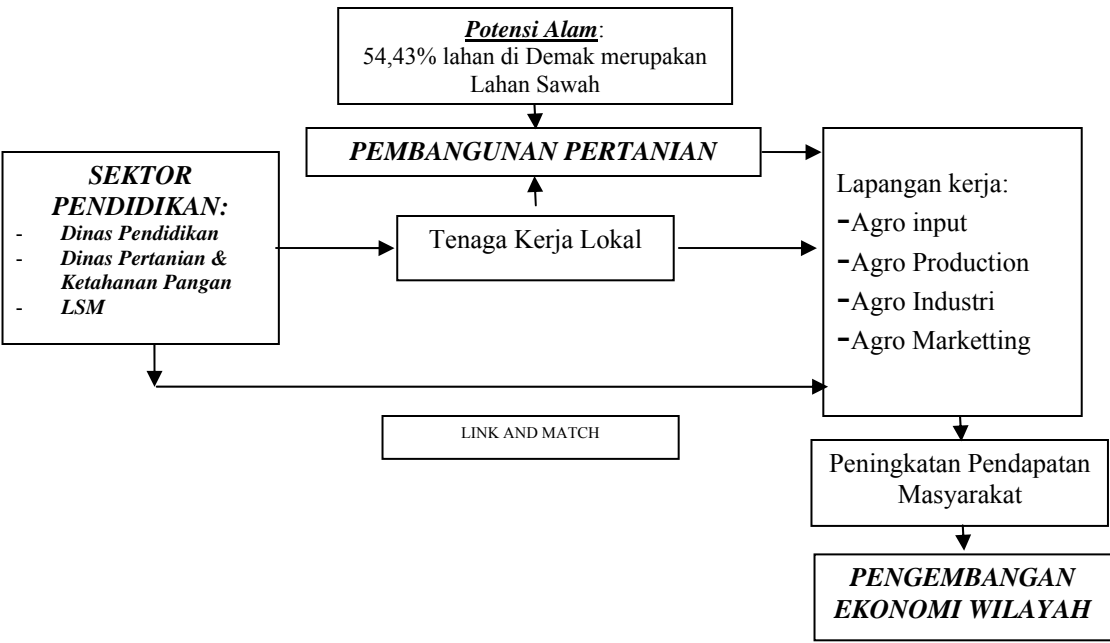 Potensi Alam:
54,43% lahan di Demak merupakan
Lahan Sawah
PEMBANGUNAN PERTANIAN
SEKTOR
PENDIDIKAN:
- Dinas Pendidikan
- Dinas Pertanian &
Ketahanan Pangan
- LSM
Tenaga Kerja Lokal
Lapangan kerja:
-Agro input
-Agro Production
-Agro Industri
-Agro Marketting
LINK AND MATCH
Peningkatan Pendapatan
Masyarakat
PENGEMBANGAN
EKONOMI WILAYAH